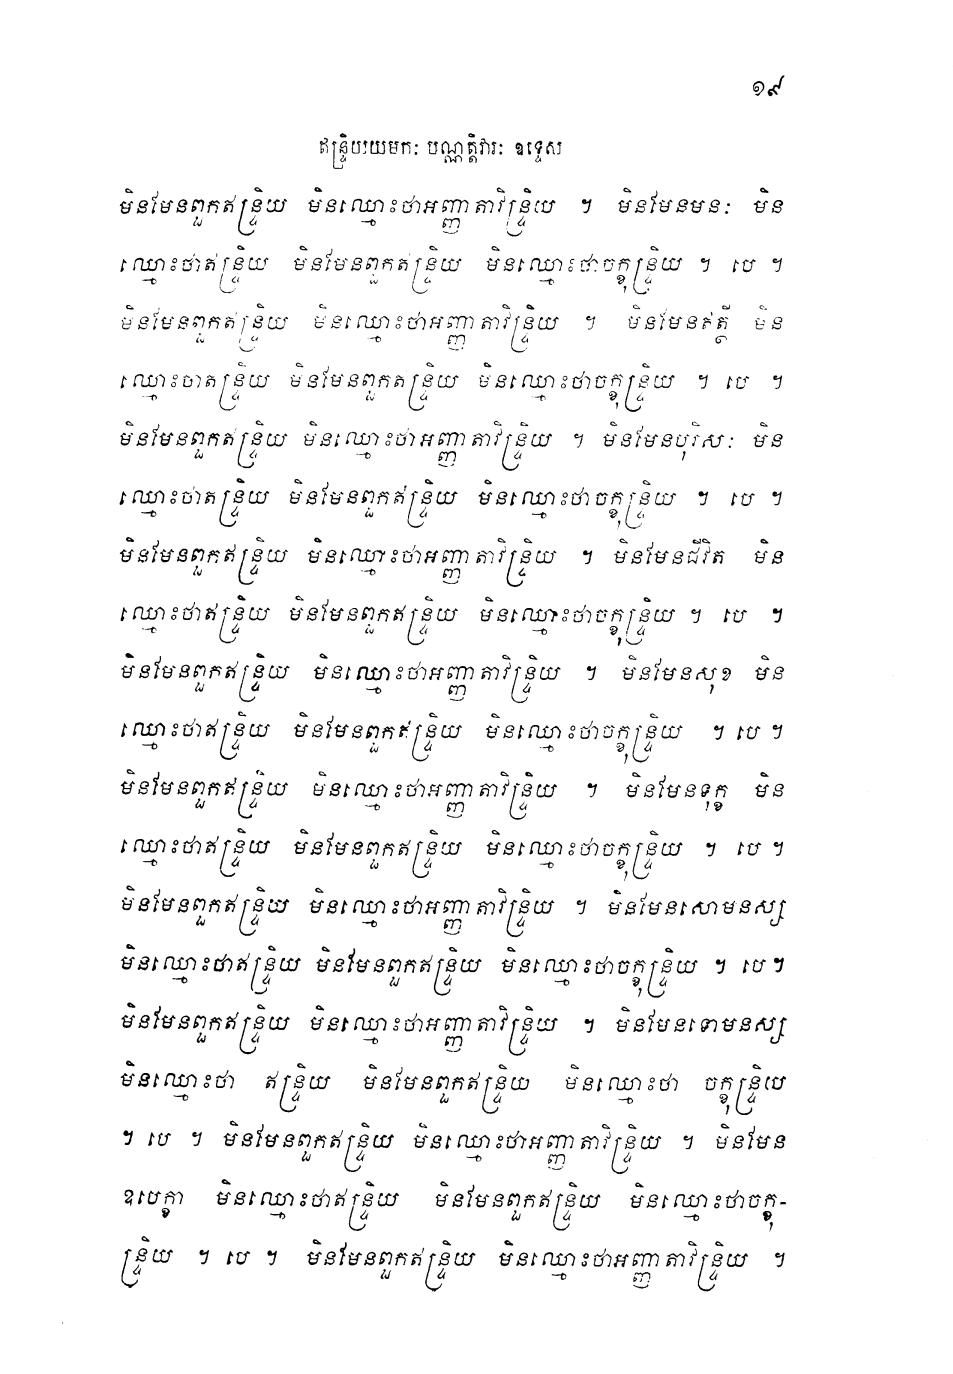 ១៩
ឥន្ទ្រិយយមកៈ បណ្ណត្តិវារៈ ឧទ្ទេស
មិនមែនពួកឥន្ទ្រិយ មិនឈ្មោះថាអញ្ញាតាវិន្ទ្រិយ ។ មិនមែនមនៈ មិន
ឈ្មោះថាឥន្ទ្រិយ មិនមែនពួកឥន្ទ្រិយ មិនឈ្មោះថាចក្ខុន្ទ្រិយ ។ បេ ។
មិនមែនពួកឥន្ទ្រិយ មិនឈ្មោះថាអញ្ញាតាវិន្ទ្រិយ ។ មិនមែនឥត្ថី មិន
ឈ្មោះថាឥន្ទ្រិយ មិនមែនពួកឥន្ទ្រិយ មិនឈ្មោះថាចក្ខុន្ទ្រិយ ។ បេ ។
មិនមែនពួកឥន្ទ្រិយ មិនឈ្មោះថាអញ្ញាតាវិន្ទ្រិយ ។ មិនមែនបុរិសៈ មិន
ឈ្មោះថាឥន្ទ្រិយ មិនមែនពួកឥន្ទ្រិយ មិនឈ្មោះថាចក្ខុន្ទ្រិយ ។ បេ ។
មិនមែនពួកឥន្ទ្រិយ មិនឈ្មោះថាអញ្ញាតាវិន្ទ្រិយ ។ មិនមែនជីវិត មិន
ឈ្មោះថាឥន្ទ្រិយ មិនមែនពួកឥន្ទ្រិយ មិនឈ្មោះថាចក្ខុន្ទ្រិយ ។ បេ ។
មិនមែនពួកឥន្ទ្រិយ មិនឈ្មោះថាអញ្ញាតាវិន្ទ្រិយ ។ មិនមែនសុខ មិន
ឈ្មោះថាឥន្ទ្រិយ មិនមែនពួកឥន្ទ្រិយ មិនឈ្មោះថាចក្ខុន្ទ្រិយ ។ បេ ។
មិនមែនពួកឥន្ទ្រិយ មិនឈ្មោះថាអញ្ញាតាវិន្ទ្រិយ ។ មិនមែនទុក្ខ មិន
ឈ្មោះថាឥន្ទ្រិយ មិនមែនពួកឥន្ទ្រិយ មិនឈ្មោះថាចក្ខុន្ទ្រិយ ។ បេ ។
មិនមែនពួកឥន្ទ្រិយ មិនឈ្មោះថាអញ្ញាតាវិន្ទ្រិយ ។ មិនមែនសោមនស្ស
មិនឈ្មោះថាឥន្ទ្រិយ មិនមែនពួកឥន្ទ្រិយ មិនឈ្មោះថាចក្ខុន្ទ្រិយ ។ បេ ។
មិនមែនពួកឥន្ទ្រិយ មិនឈ្មោះថាអញ្ញាតាវិន្ទ្រិយ ។ មិនមែនទោមនស្ស
មិនឈ្មោះថា ឥន្ទ្រិយ មិនមែនពួកឥន្ទ្រិយ មិនឈ្មោះថា ចក្ខុន្ទ្រិយ
។ បេ ។ មិនមែនពួកឥន្ទ្រិយ មិនឈ្មោះថាអញ្ញាតាវិន្ទ្រិយ ។ មិនមែន
ឧបេក្ខា មិនឈ្មោះថាឥន្ទ្រិយ មិនមែនពួកឥន្ទ្រិយ មិនឈ្មោះថាចក្ខុ-
ន្ទ្រិយ ។ បេ ។ មិនមែនពួកឥន្ទ្រិយ មិនឈ្មោះថាអញ្ញាតាវិន្ទ្រិយ ។